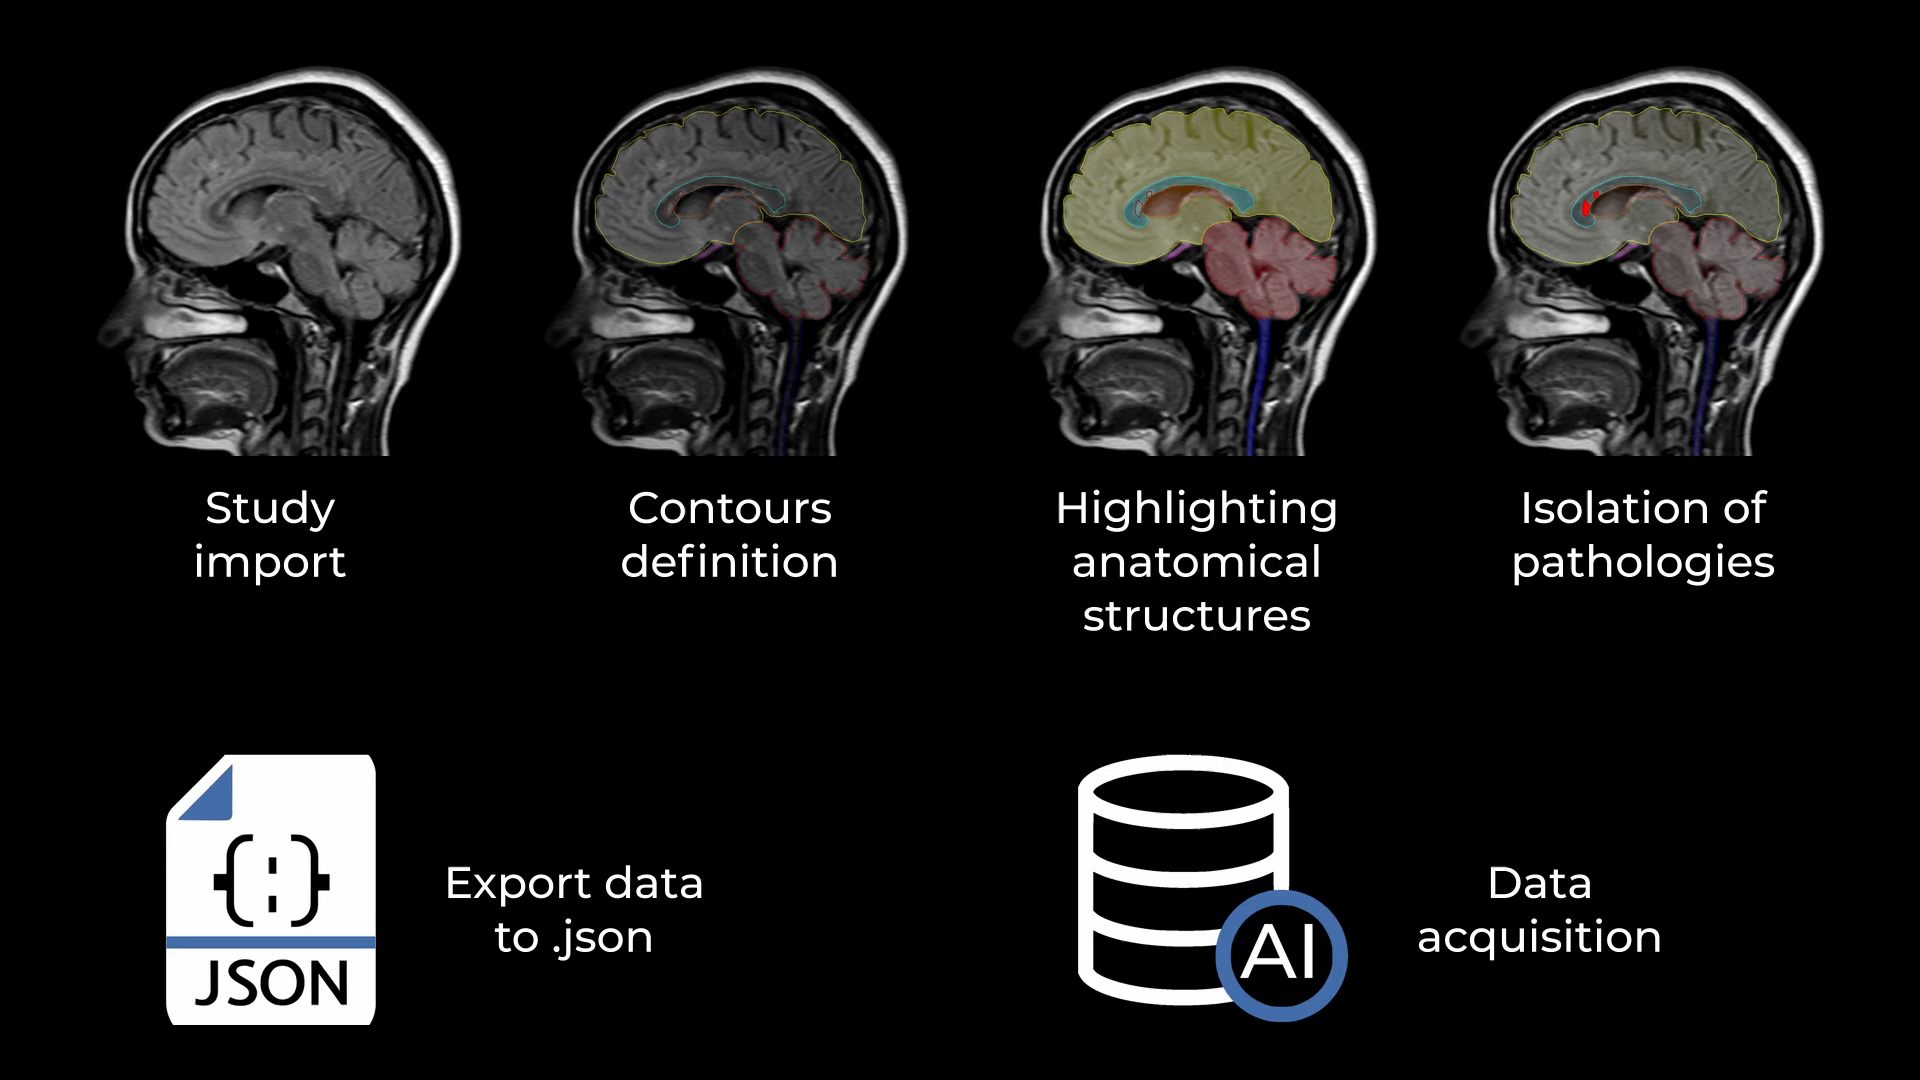 Study
import
Contours
definition
Highlighting
anatomical
structures
Isolation of
pathologies
{:}
JSON
Export data
to .json
AI
Data
acquisition